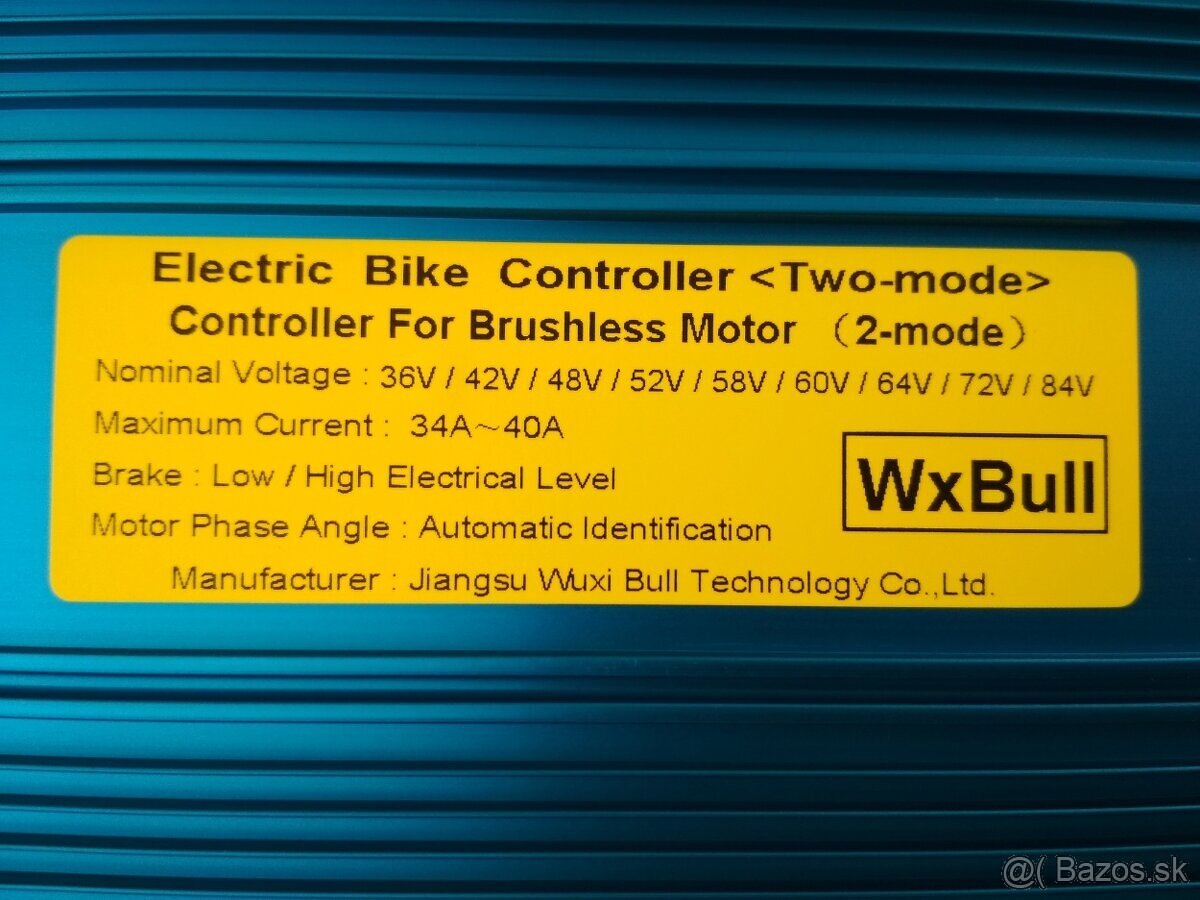 Electric Bike Controller <Two-mode>
Controller For Brushless Motor （2-mode）
Nominal Voltage : 36V / 42V / 48V / 52V / 58V / 60V / 64V / 72V / 84V
Maximum Current : 34A～40A
Brake : Low / High Electrical Level
WxBull
Motor Phase Angle : Automatic Identification
Manufacturer : Jiangsu Wuxi Bull Technology Co.,Ltd.
@( Bazos.sk